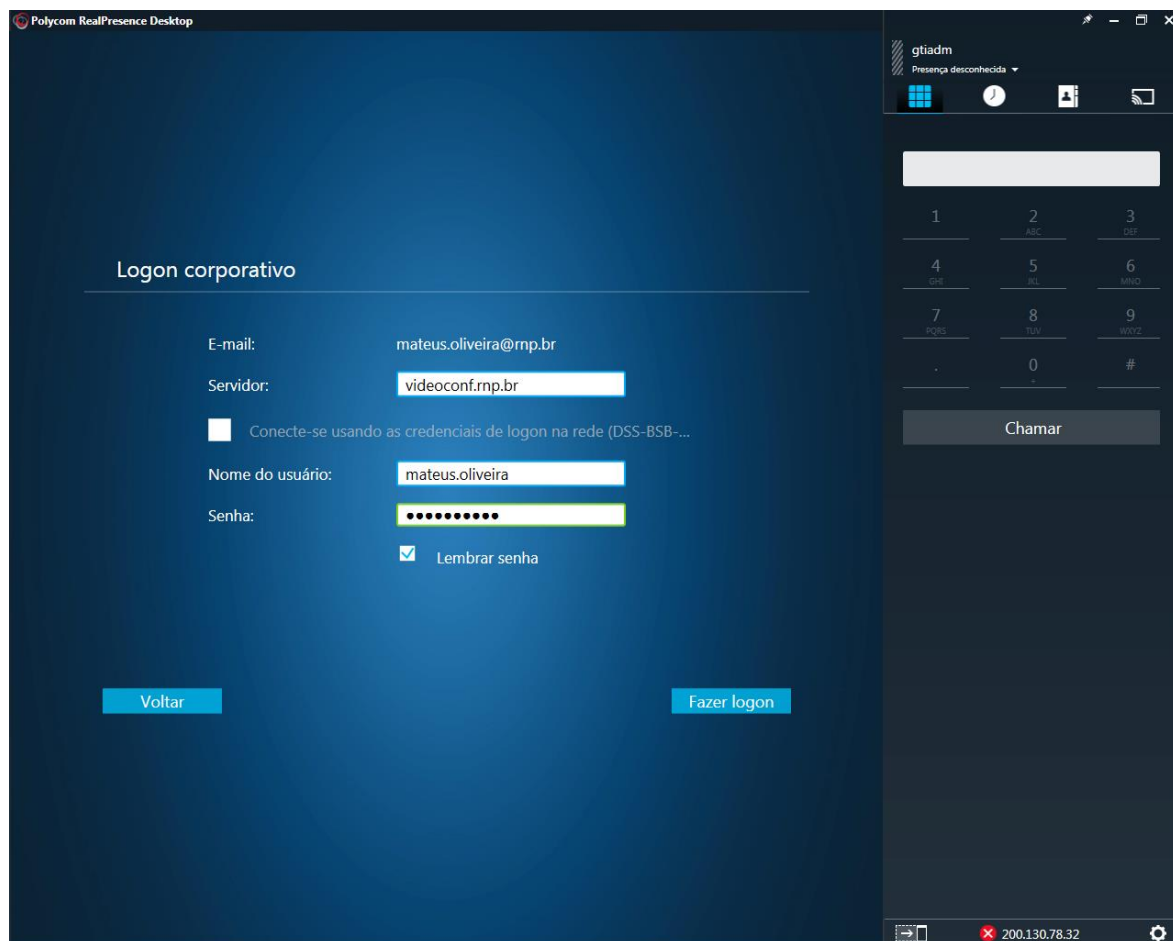 Polycom RealPresence Desktop
gtiadm
Presença desconhecida
Logon corporativo
E-mail: mateus.oliveira@rnp.br
Servidor: videoconf.rnp.br
Conecte-se usando as credenciais de logon na rede (DSS-BSB-...
Nome do usuário: mateus.oliveira
Senha: ●●●●●●●●●●
Lembrar senha
Voltar
Fazer logon
1 2 3
ABC DEF
4 5 6
GHI JKL MNO
7 8 9
PQRS TUV WXYZ
. 0 #
+
Chamar
200.130.78.32